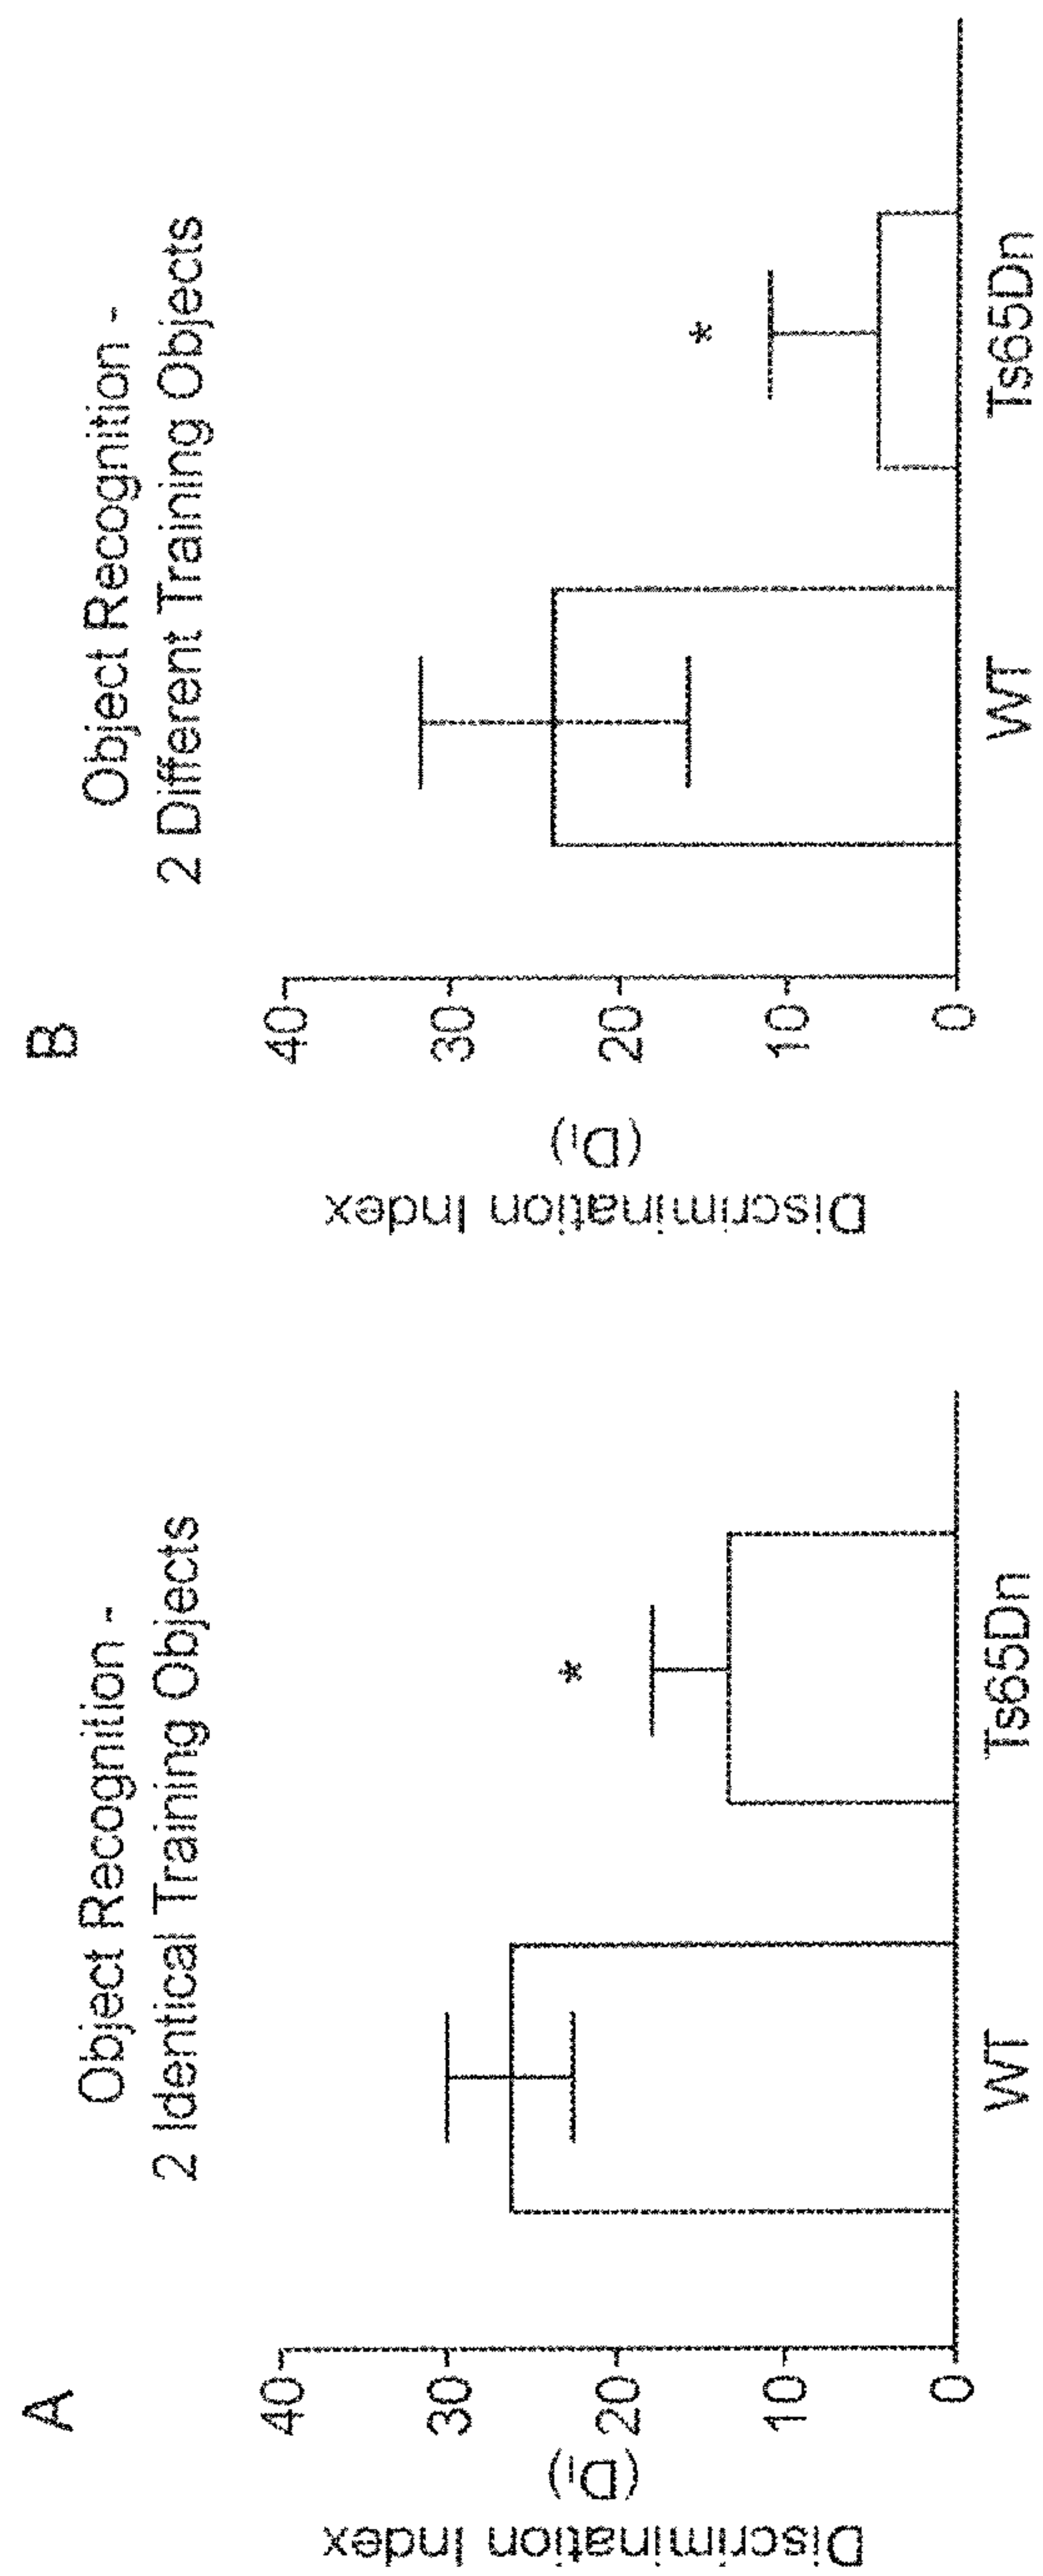 A
Object Recognition -
2 Identical Training Objects
Discrimination Index
(Dᵢ)
40
30
20
10
0
*
WT
Ts65Dn
B
Object Recognition -
2 Different Training Objects
Discrimination Index
(Dᵢ)
40
30
20
10
0
*
WT
Ts65Dn